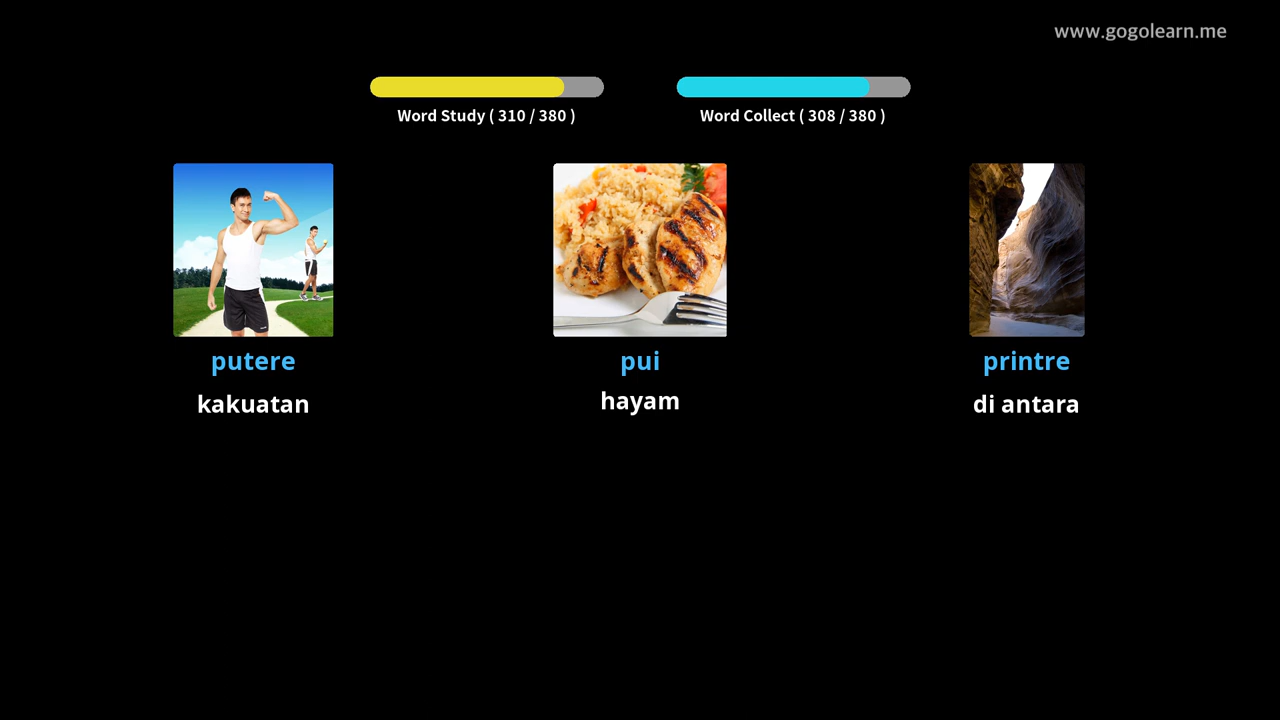 www.gogolearn.me
Word Study ( 310 / 380 )
Word Collect ( 308 / 380 )
putere
pui
printre
kakuatan
hayam
di antara